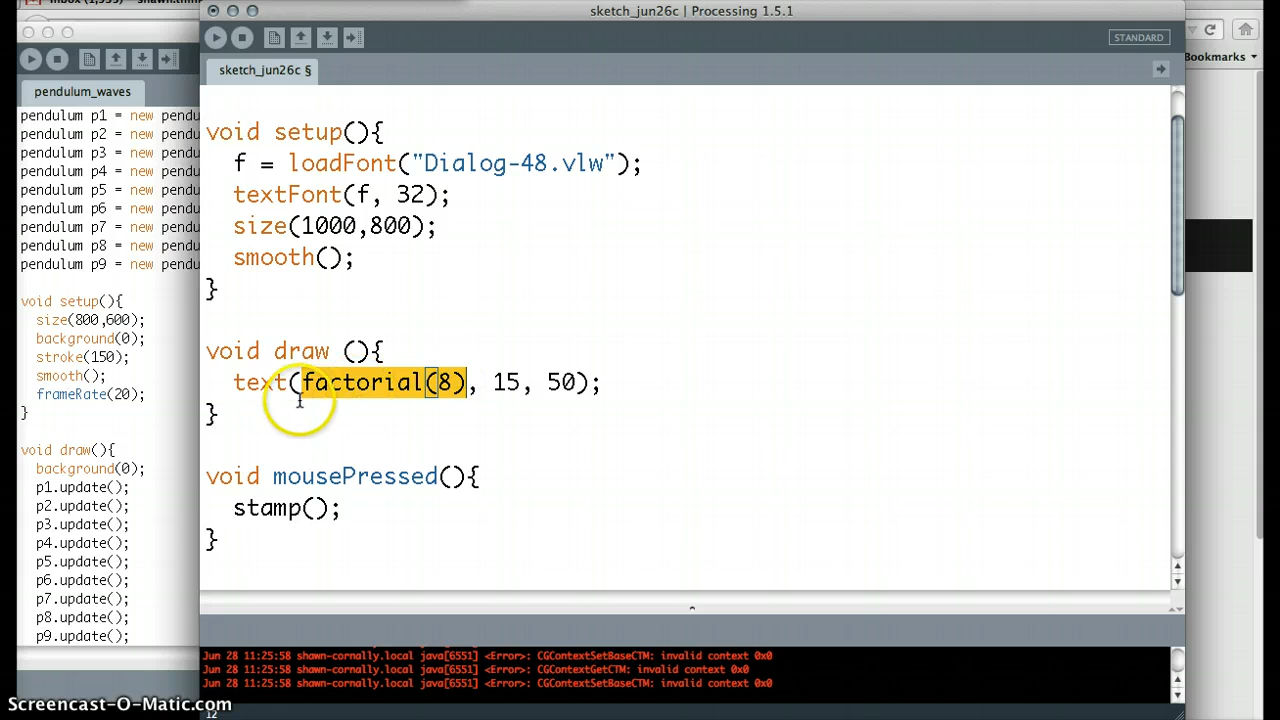 sketch_jun26c | Processing 1.5.1
STANDARD
sketch_jun26c §
void setup(){
f = loadFont("Dialog-48.vlw");
textFont(f, 32);
size(1000,800);
smooth();
}
void draw (){
text(factorial(8), 15, 50);
}
void mousePressed(){
stamp();
}
Jun 28 11:25:58 shawn-cornally.local java[6551] <Error>: CGContextSetBaseCTM: invalid context 0x0
Jun 28 11:25:58 shawn-cornally.local java[6551] <Error>: CGContextGetCTM: invalid context 0x0
Jun 28 11:25:58 shawn-cornally.local java[6551] <Error>: CGContextSetBaseCTM: invalid context 0x0
12
pendulum_waves
pendulum p1 = new pendu
pendulum p2 = new pendu
pendulum p3 = new pendu
pendulum p4 = new pendu
pendulum p5 = new pendu
pendulum p6 = new pendu
pendulum p7 = new pendu
pendulum p8 = new pendu
pendulum p9 = new pendu
void setup(){
size(800,600);
background(0);
stroke(150);
smooth();
frameRate(20);
}
void draw(){
background(0);
p1.update();
p2.update();
p3.update();
p4.update();
p5.update();
p6.update();
p7.update();
p8.update();
p9.update();
Bookmarks
Screencast-O-Matic.com